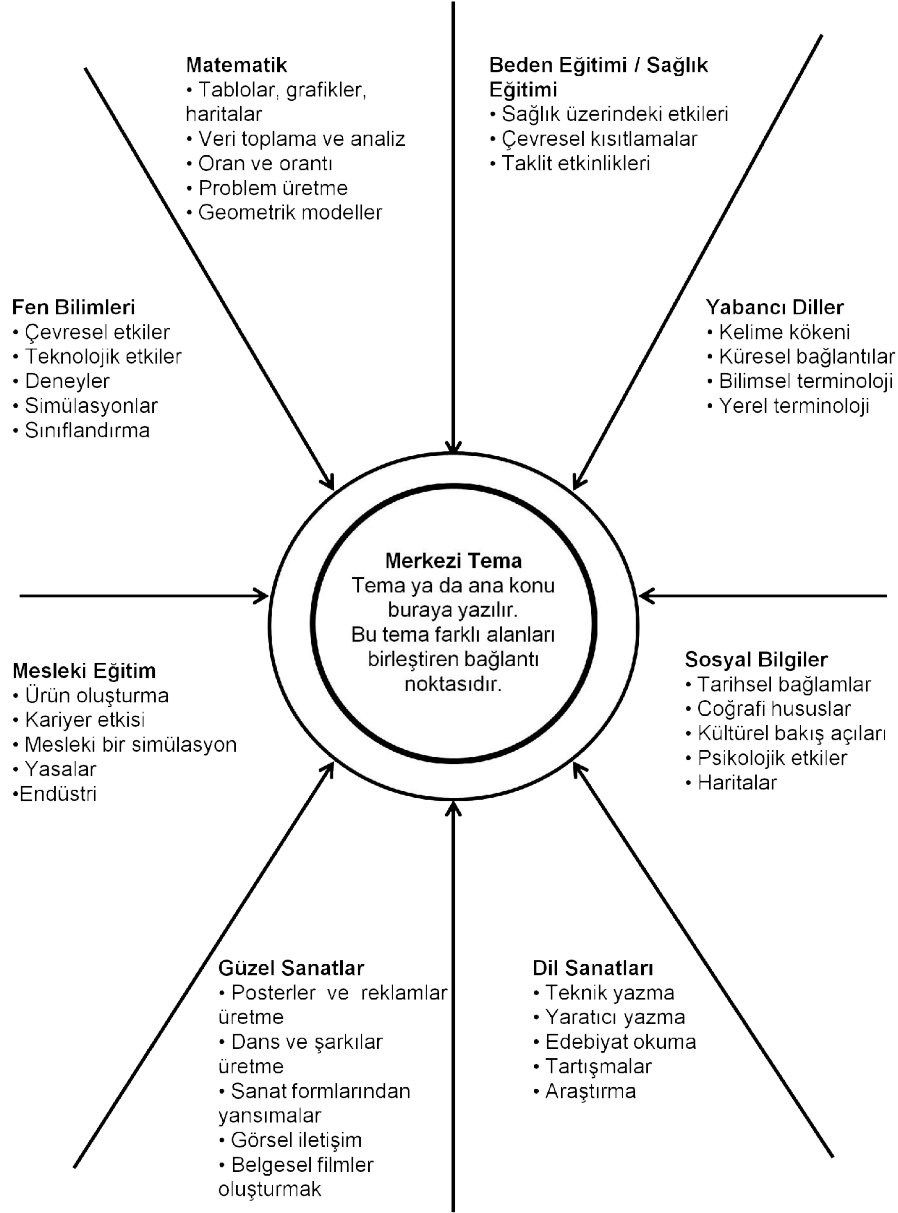 Matematik
• Tablolar, grafikler,
haritalar
• Veri toplama ve analiz
• Oran ve orantı
• Problem üretme
• Geometrik modeller
Beden Eğitimi / Sağlık
Eğitimi
• Sağlık üzerindeki etkileri
• Çevresel kısıtlamalar
• Taklit etkinlikleri
Fen Bilimleri
• Çevresel etkiler
• Teknolojik etkiler
• Deneyler
• Simülasyonlar
• Sınıflandırma
Yabancı Diller
• Kelime kökeni
• Küresel bağlantılar
• Bilimsel terminoloji
• Yerel terminoloji
Merkezi Tema
Tema ya da ana konu
buraya yazılır.
Bu tema farklı alanları
birleştiren bağlantı
noktasıdır.
Mesleki Eğitim
• Ürün oluşturma
• Kariyer etkisi
• Mesleki bir simülasyon
• Yasalar
•Endüstri
Sosyal Bilgiler
• Tarihsel bağlamlar
• Coğrafi hususlar
• Kültürel bakış açıları
• Psikolojik etkiler
• Haritalar
Güzel Sanatlar
• Posterler ve reklamlar
üretme
• Dans ve şarkılar
üretme
• Sanat formlarından
yansımalar
• Görsel iletişim
• Belgesel filmler
oluşturmak
Dil Sanatları
• Teknik yazma
• Yaratıcı yazma
• Edebiyat okuma
• Tartışmalar
• Araştırma